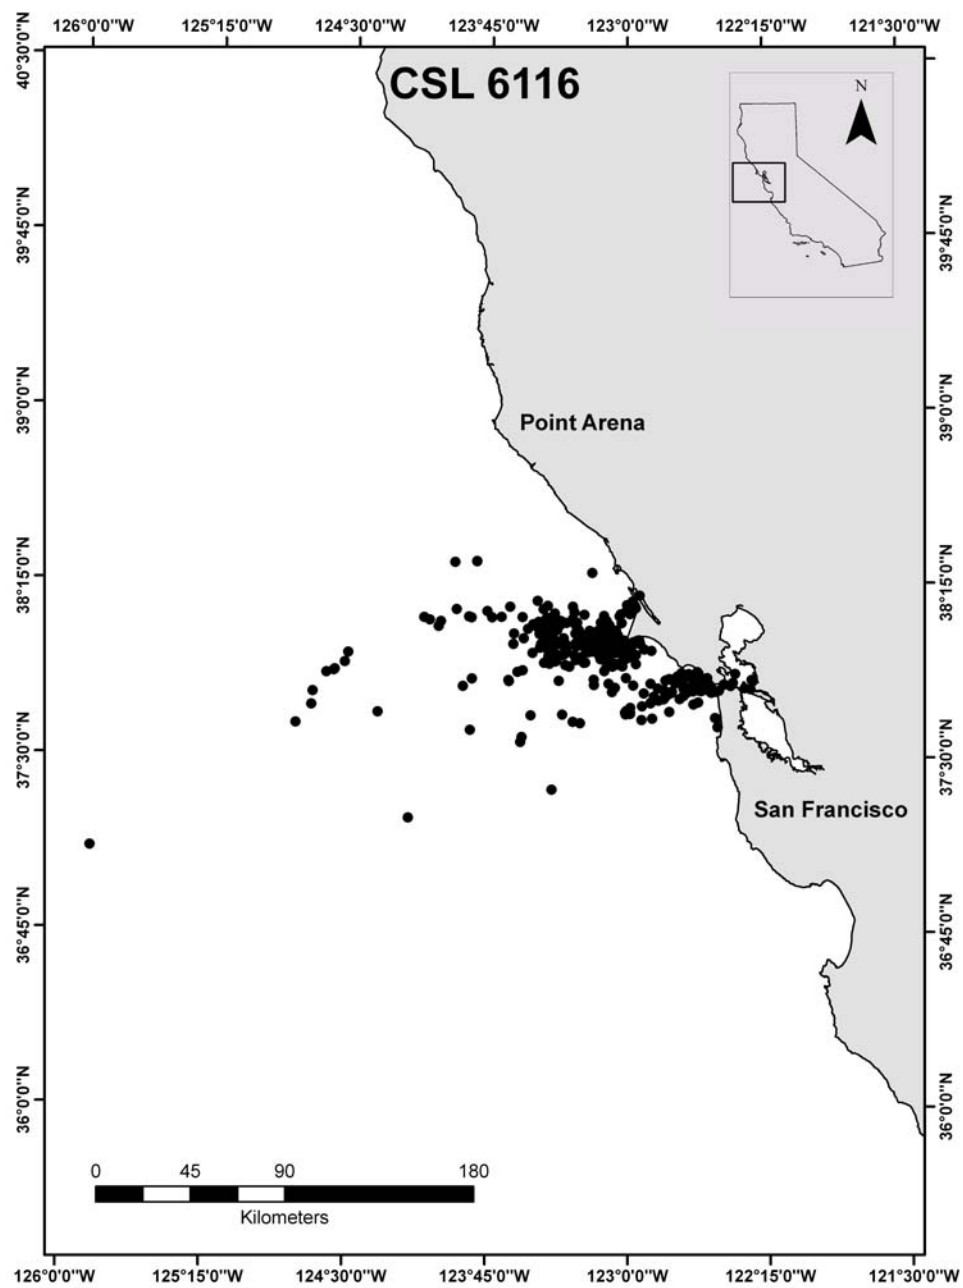 126°0'0"W 125°15'0"W 124°30'0"W 123°45'0"W 123°0'0"W 122°15'0"W 121°30'0"W
40°30'0"N
CSL 6116
N
39°45'0"N 39°45'0"N
39°0'0"N 39°0'0"N
Point Arena
38°15'0"N 38°15'0"N
37°30'0"N 37°30'0"N
San Francisco
36°45'0"N 36°45'0"N
36°0'0"N 36°0'0"N
0 45 90 180
Kilometers
126°0'0"W 125°15'0"W 124°30'0"W 123°45'0"W 123°0'0"W 122°15'0"W 121°30'0"W